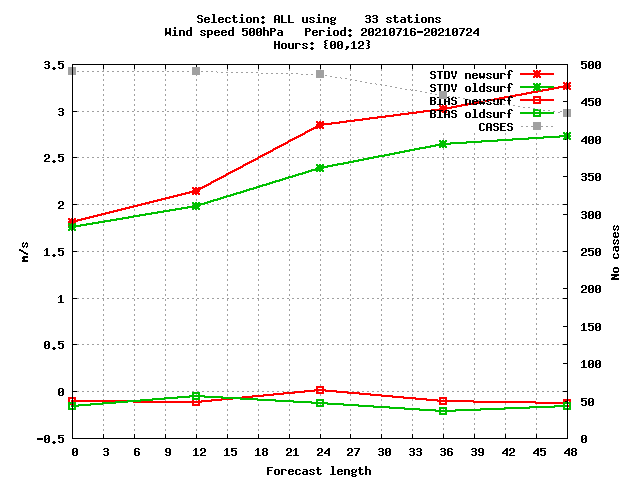 Selection: ALL using    33 stations
Wind speed 500hPa   Period: 20210716-20210724
Hours: {00,12}
3.5
3
2.5
2
1.5
1
0.5
0
-0.5
m/s
500
450
400
350
300
250
200
150
100
50
0
No cases
STDV newsurf
STDV oldsurf
BIAS newsurf
BIAS oldsurf
CASES
0 3 6 9 12 15 18 21 24 27 30 33 36 39 42 45 48
Forecast length